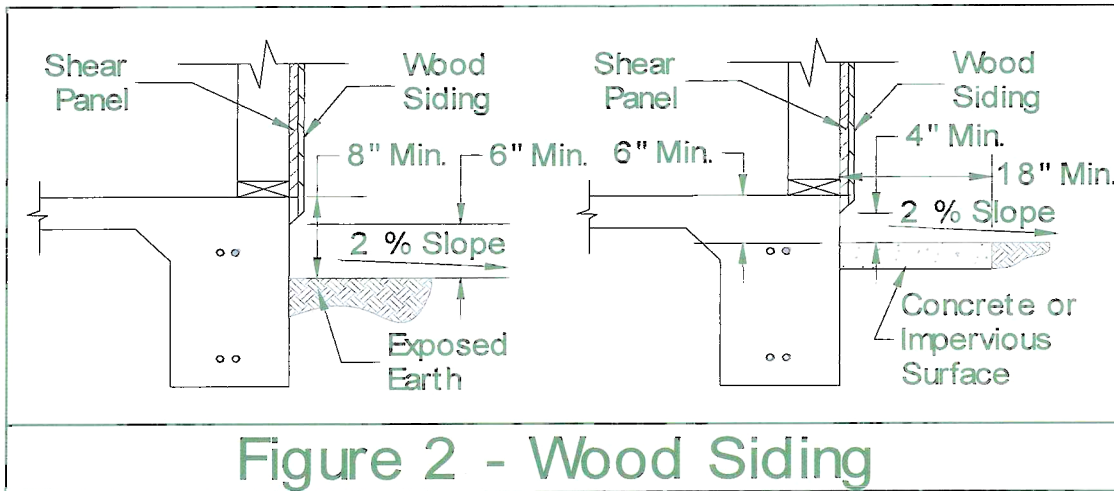 Shear
Panel
Wood
Siding
8" Min.
6" Min.
2 % Slope
Exposed
Earth
Shear
Panel
Wood
Siding
6" Min.
4" Min.
18" Min.
2 % Slope
Concrete or
Impervious
Surface
Figure 2 - Wood Siding